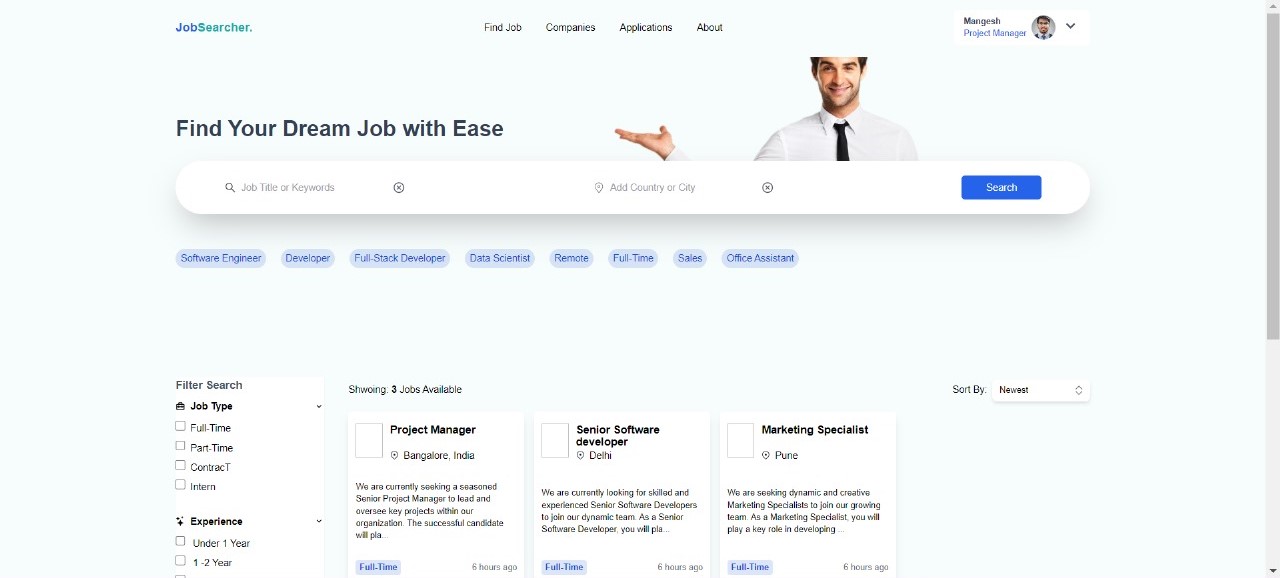 JobSearcher.
Find Job Companies Applications About
Mangesh
Project Manager
Find Your Dream Job with Ease
Job Title or Keywords
Add Country or City
Search
Software Engineer Developer Full-Stack Developer Data Scientist Remote Full-Time Sales Office Assistant
Filter Search
Job Type
Full-Time
Part-Time
ContracT
Intern
Experience
Under 1 Year
1 -2 Year
Shwoing: 3 Jobs Available
Sort By: Newest
Project Manager
Bangalore, India
We are currently seeking a seasoned
Senior Project Manager to lead and
oversee key projects within our
organization. The successful candidate
will pla...
Full-Time 6 hours ago
Senior Software
developer
Delhi
We are currently looking for skilled and
experienced Senior Software Developers
to join our dynamic team. As a Senior
Software Developer, you will pla...
Full-Time 6 hours ago
Marketing Specialist
Pune
We are seeking dynamic and creative
Marketing Specialists to join our growing
team. As a Marketing Specialist, you will
play a key role in developing ...
Full-Time 6 hours ago